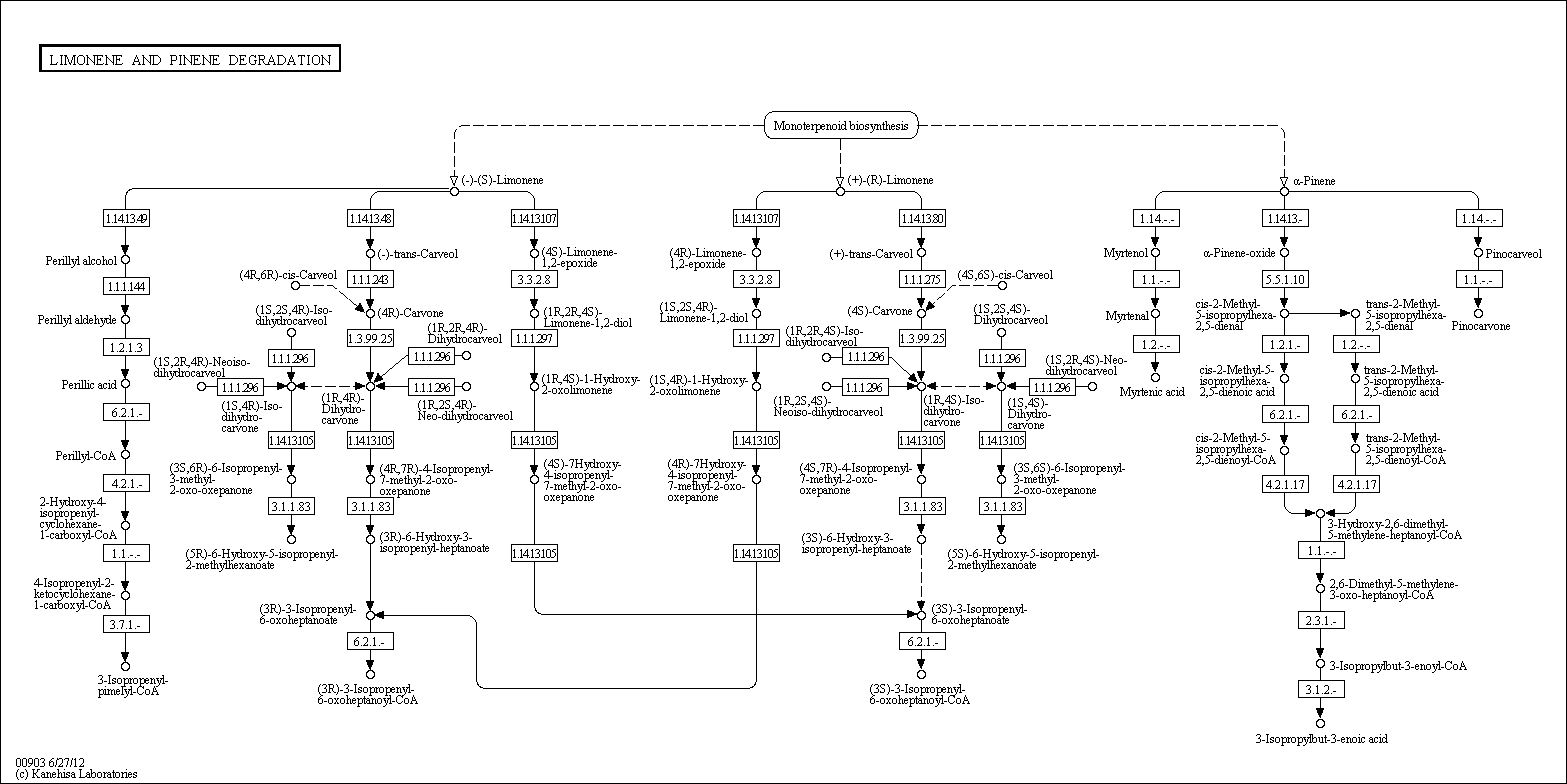 LIMONENE AND PINENE DEGRADATION
Monoterpenoid biosynthesis
(-)-(S)-Limonene
(+)-(R)-Limonene
α-Pinene
1.14.13.49
1.14.13.48
1.14.13.107
1.14.13.107
1.14.13.80
1.14.-.-
1.14.13.-
1.14.-.-
Perillyl alcohol
(-)-trans-Carveol
(4S)-Limonene-
1,2-epoxide
(4R)-Limonene-
1,2-epoxide
(+)-trans-Carveol
Myrtenol
α-Pinene-oxide
Pinocarveol
1.1.1.144
(4R,6R)-cis-Carveol
1.1.1.243
3.3.2.8
3.3.2.8
1.1.1.275
(4S,6S)-cis-Carveol
1.1.-.-
5.5.1.10
1.1.-.-
Perillyl aldehyde
(1S,2S,4R)-Iso-
dihydrocarveol
(4R)-Carvone
(1R,2R,4S)-
Limonene-1,2-diol
(1S,2S,4R)-
Limonene-1,2-diol
(4S)-Carvone
(1S,2S,4S)-
Dihydrocarveol
Myrtenal
cis-2-Methyl-
5-isopropylhexa-
2,5-dienal
trans-2-Methyl-
5-isopropylhexa-
2,5-dienal
Pinocarvone
1.2.1.3
1.3.99.25
(1R,2R,4R)-
Dihydrocarveol
1.1.1.297
1.1.1.297
(1R,2R,4S)-Iso-
dihydrocarveol
1.3.99.25
1.2.-.-
1.2.1.-
1.2.-.-
(1S,2R,4R)-Neoiso-
dihydrocarveol
1.1.1.296
1.1.1.296
1.1.1.296
1.1.1.296
(1S,2R,4S)-Neo-
dihydrocarveol
Perillic acid
1.1.1.296
1.1.1.296
(1R,4S)-1-Hydroxy-
2-oxolimonene
(1S,4R)-1-Hydroxy-
2-oxolimonene
1.1.1.296
1.1.1.296
Myrtenic acid
cis-2-Methyl-5-
isopropylhexa-
2,5-dienoic acid
trans-2-Methyl-
5-isopropylhexa-
2,5-dienoic acid
6.2.1.-
(1S,4R)-Iso-
dihydro-
carvone
(1R,4R)-
Dihydro-
carvone
(1R,2S,4R)-
Neo-dihydrocarveol
(1R,2S,4S)-
Neoiso-dihydrocarveol
(1R,4S)-Iso-
dihydro-
carvone
(1S,4S)-
Dihydro-
carvone
6.2.1.-
6.2.1.-
1.14.13.105
1.14.13.105
1.14.13.105
1.14.13.105
1.14.13.105
1.14.13.105
Perillyl-CoA
cis-2-Methyl-5-
isopropylhexa-
2,5-dienoyl-CoA
trans-2-Methyl-
5-isopropylhexa-
2,5-dienoyl-CoA
(3S,6R)-6-Isopropenyl-
3-methyl-
2-oxo-oxepanone
(4R,7R)-4-Isopropenyl-
7-methyl-2-oxo-
oxepanone
(4S)-7Hydroxy-
4-isopropenyl-
7-methyl-2-oxo-
oxepanone
(4R)-7Hydroxy-
4-isopropenyl-
7-methyl-2-oxo-
oxepanone
(4S,7R)-4-Isopropenyl-
7-methyl-2-oxo-
oxepanone
(3S,6S)-6-Isopropenyl-
3-methyl-
2-oxo-oxepanone
4.2.1.-
4.2.1.17
4.2.1.17
2-Hydroxy-4-
isopropenyl-
cyclohexane-
1-carboxyl-CoA
3.1.1.83
3.1.1.83
3.1.1.83
3.1.1.83
3-Hydroxy-2,6-dimethyl-
5-methylene-heptanoyl-CoA
1.1.-.-
(5R)-6-Hydroxy-5-isopropenyl-
2-methylhexanoate
(3R)-6-Hydroxy-3-
isopropenyl-heptanoate
1.14.13.105
1.14.13.105
(3S)-6-Hydroxy-3-
isopropenyl-heptanoate
(5S)-6-Hydroxy-5-isopropenyl-
2-methylhexanoate
1.1.-.-
4-Isopropenyl-2-
ketocyclohexane-
1-carboxyl-CoA
2,6-Dimethyl-5-methylene-
3-oxo-heptanoyl-CoA
(3R)-3-Isopropenyl-
6-oxoheptanoate
(3S)-3-Isopropenyl-
6-oxoheptanoate
3.7.1.-
6.2.1.-
6.2.1.-
2.3.1.-
3-Isopropenyl-
pimelyl-CoA
(3R)-3-Isopropenyl-
6-oxoheptanoyl-CoA
(3S)-3-Isopropenyl-
6-oxoheptanoyl-CoA
3-Isopropylbut-3-enoyl-CoA
3.1.2.-
3-Isopropylbut-3-enoic acid
00903 6/27/12
(c) Kanehisa Laboratories